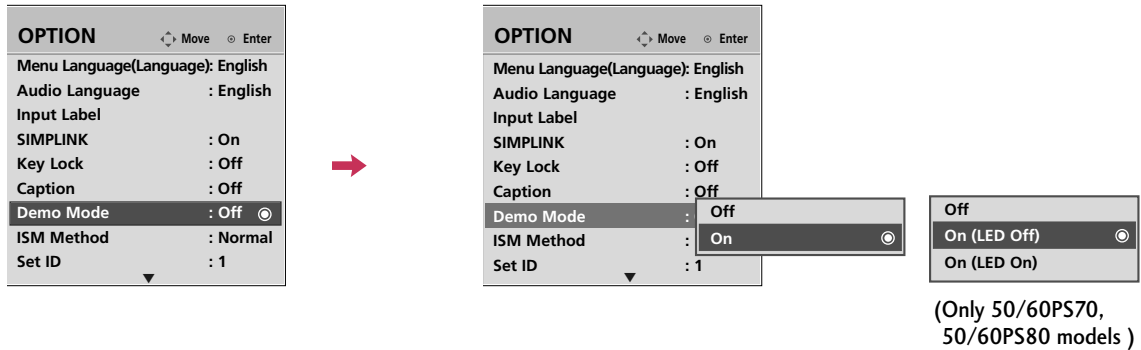 OPTION Move Enter
Menu Language(Language): English
Audio Language : English
Input Label
SIMPLINK : On
Key Lock : Off
Caption : Off
Demo Mode : Off
ISM Method : Normal
Set ID : 1
OPTION Move Enter
Menu Language(Language): English
Audio Language : English
Input Label
SIMPLINK : On
Key Lock : Off
Caption : Off
Demo Mode :
ISM Method :
Set ID : 1
Off
On
Off
On (LED Off)
On (LED On)
(Only 50/60PS70,
50/60PS80 models )